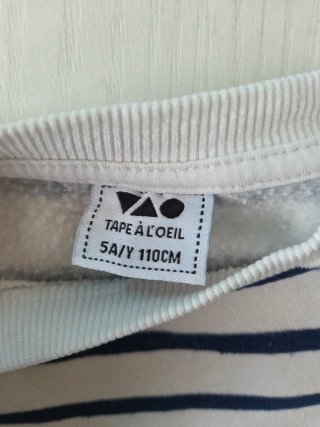 TAPE À L'OEIL
5A/Y 110CM